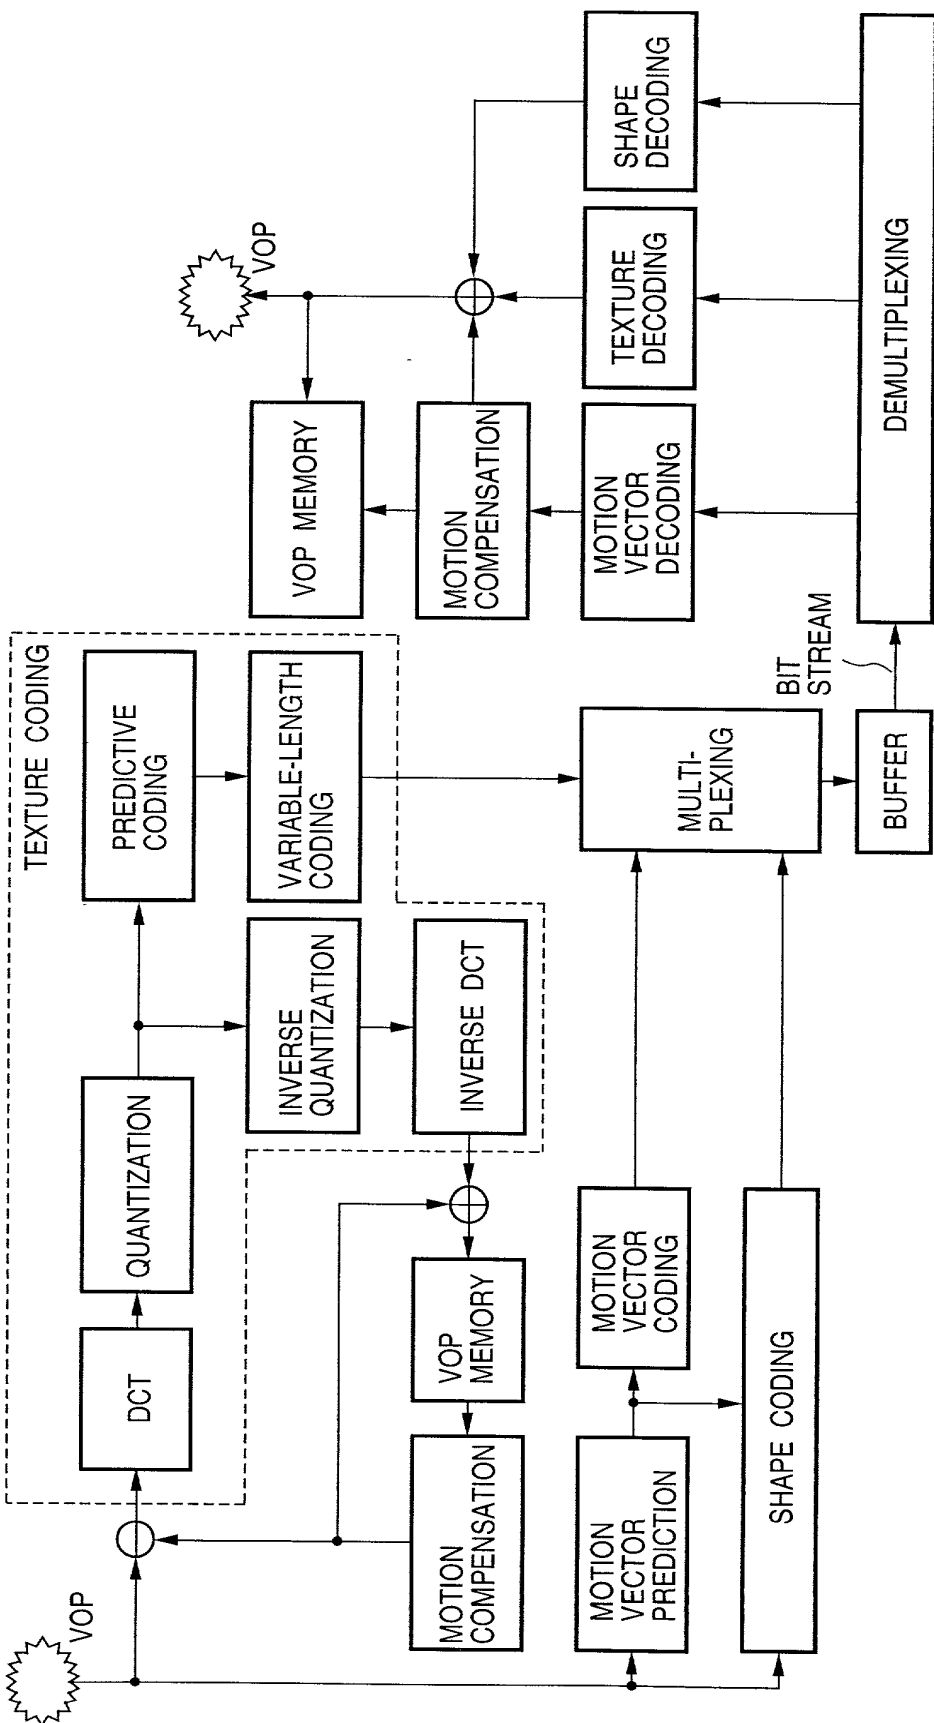 VOP
TEXTURE CODING
DCT
QUANTIZATION
PREDICTIVE
CODING
INVERSE
QUANTIZATION
VARIABLE-LENGTH
CODING
MOTION
COMPENSATION
VOP
MEMORY
INVERSE DCT
MOTION
VECTOR
PREDICTION
MOTION
VECTOR
CODING
SHAPE CODING
MULTI-
PLEXING
BUFFER
BIT
STREAM
VOP
VOP MEMORY
MOTION
COMPENSATION
MOTION
VECTOR
DECODING
TEXTURE
DECODING
SHAPE
DECODING
DEMULTIPLEXING